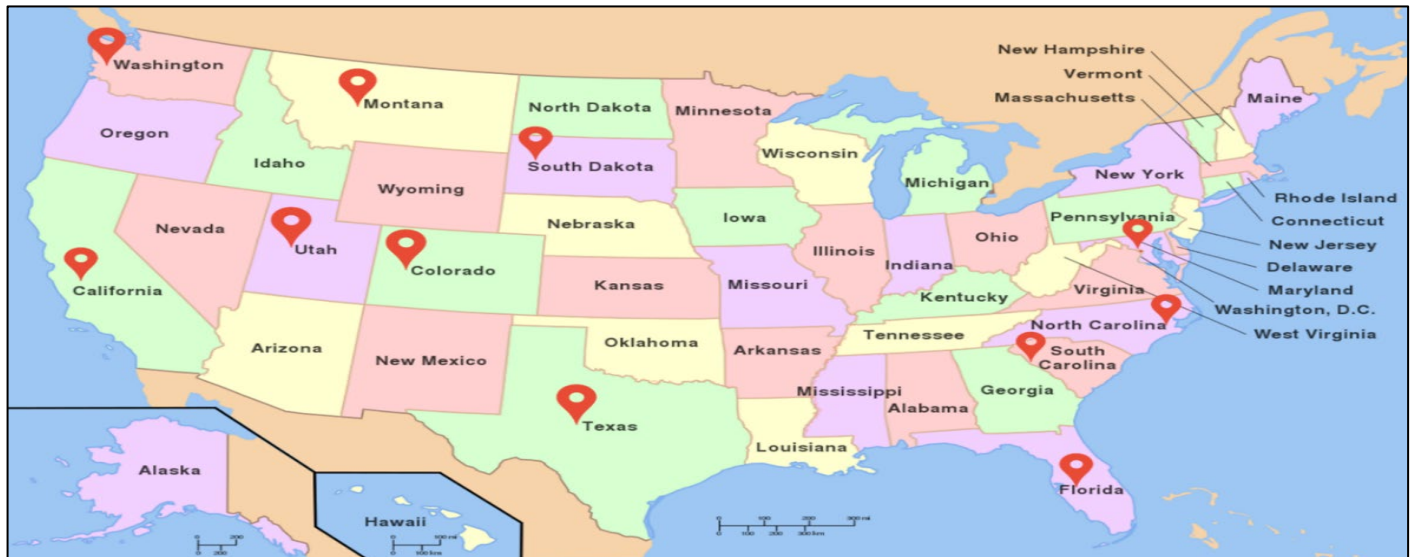 New Hampshire
Vermont
Massachusetts
Maine
Washington
Montana
North Dakota
Minnesota
Oregon
Idaho
South Dakota
Wisconsin
Michigan
New York
Wyoming
Rhode Island
Connecticut
Nevada
Utah
Nebraska
Iowa
Pennsylvania
New Jersey
Delaware
Maryland
Washington, D.C.
West Virginia
California
Colorado
Kansas
Missouri
Illinois
Indiana
Ohio
Kentucky
Virginia
Arizona
New Mexico
Oklahoma
Arkansas
Tennessee
North Carolina
South
Carolina
Texas
Louisiana
Mississippi
Alabama
Georgia
Florida
Alaska
Hawaii